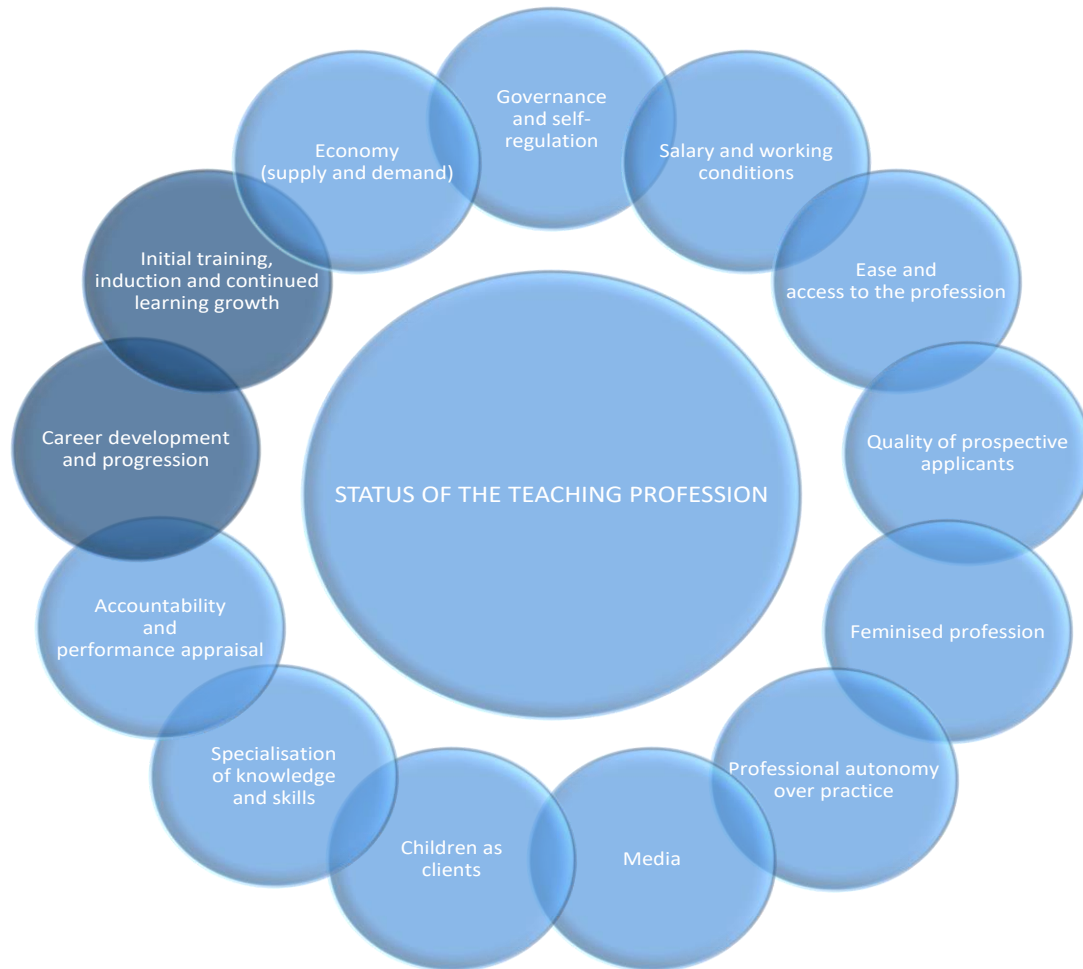 Governance
and self-
regulation
Salary and working
conditions
Ease and
access to the profession
Quality of prospective
applicants
Feminised profession
Professional autonomy
over practice
Media
Children as
clients
Specialisation
of knowledge
and skills
Accountability
and
performance appraisal
Career development
and progression
Initial training,
induction and continued
learning growth
Economy
(supply and demand)
STATUS OF THE TEACHING PROFESSION